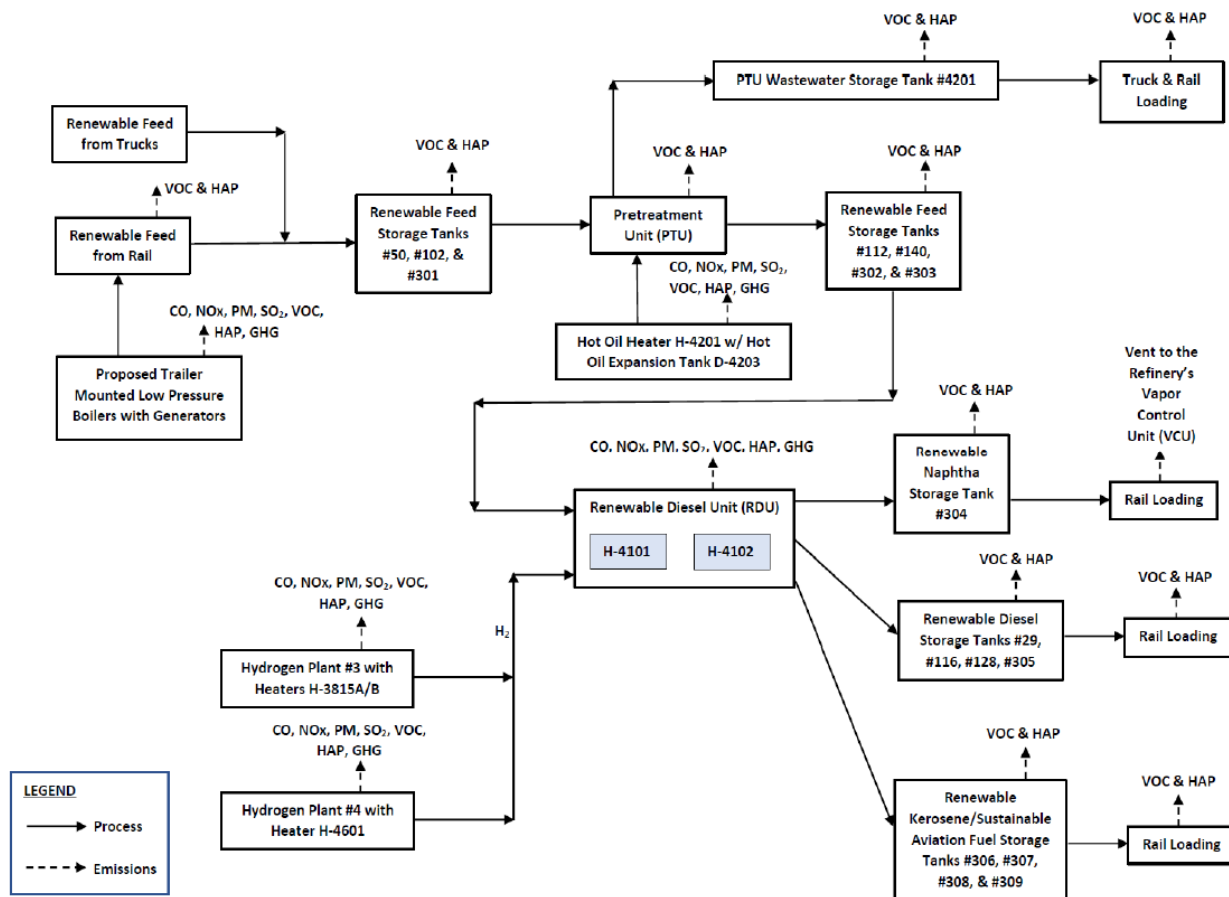 VOC & HAP
VOC & HAP
PTU Wastewater Storage Tank #4201
Truck & Rail
Loading
Renewable Feed
from Trucks
VOC & HAP
VOC & HAP
VOC & HAP
VOC & HAP
Renewable Feed
from Rail
Renewable Feed
Storage Tanks
#50, #102, &
#301
Pretreatment
Unit (PTU)
Renewable Feed
Storage Tanks
#112, #140,
#302, & #303
CO, NOx, PM, SO₂, VOC,
HAP, GHG
CO, NOx, PM, SO₂,
VOC, HAP, GHG
Proposed Trailer
Mounted Low Pressure
Boilers with Generators
Hot Oil Heater H-4201 w/ Hot
Oil Expansion Tank D-4203
Vent to the
Refinery's
Vapor
Control
Unit (VCU)
VOC & HAP
CO, NOx, PM, SO₂, VOC, HAP, GHG
Renewable
Naphtha
Storage Tank
#304
Rail Loading
Renewable Diesel Unit (RDU)
H-4101
H-4102
VOC & HAP
VOC & HAP
CO, NOx, PM, SO₂, VOC,
HAP, GHG
H₂
Renewable Diesel
Storage Tanks #29,
#116, #128, #305
Rail Loading
Hydrogen Plant #3 with
Heaters H-3815A/B
CO, NOx, PM, SO₂, VOC,
HAP, GHG
VOC & HAP
VOC & HAP
Hydrogen Plant #4 with
Heater H-4601
Renewable
Kerosene/Sustainable
Aviation Fuel Storage
Tanks #306, #307,
#308, & #309
Rail Loading
LEGEND
Process
Emissions